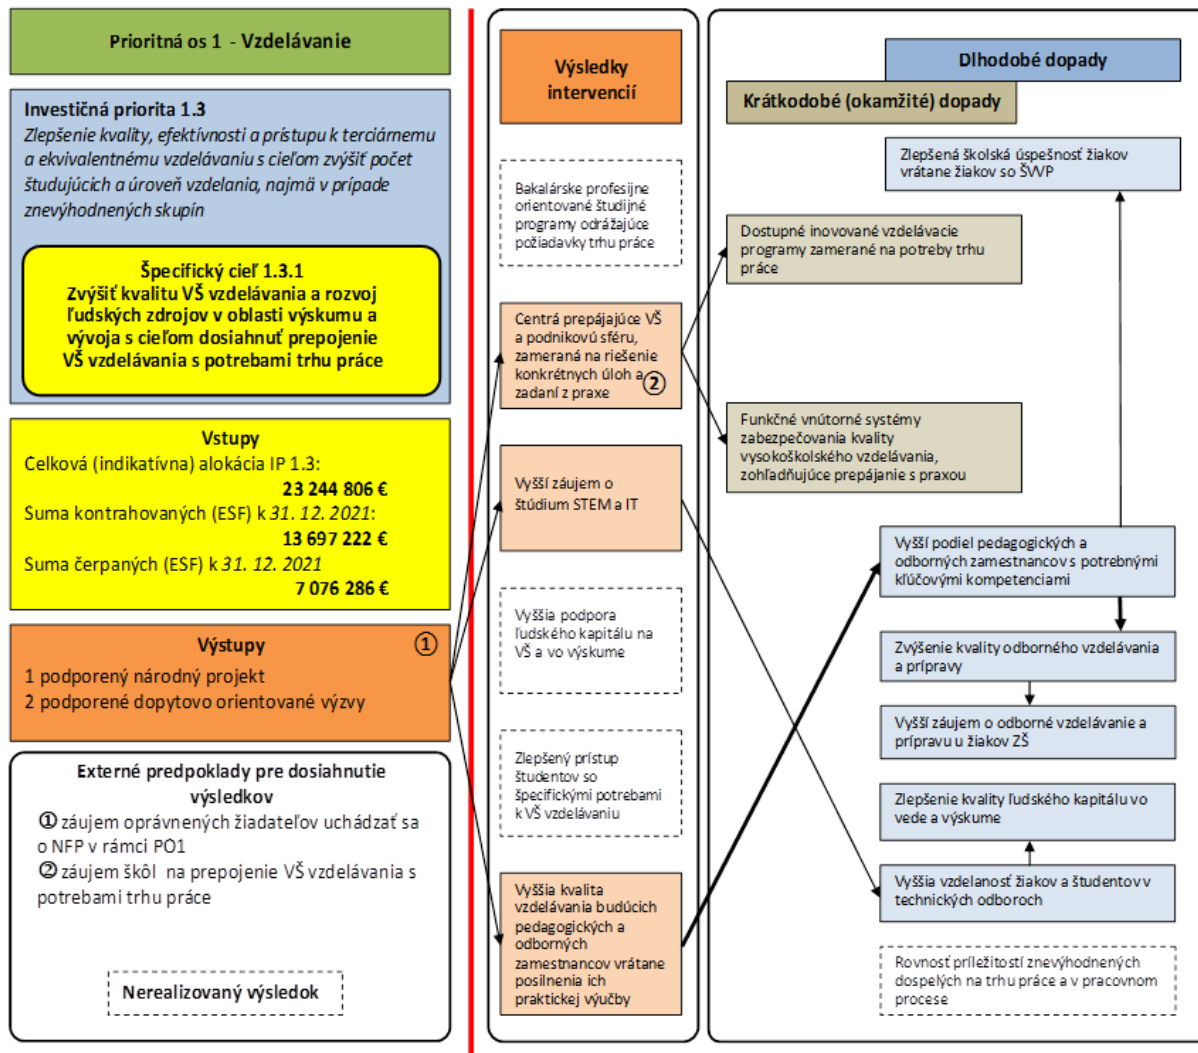 Prioritná os 1 - Vzdelávanie
Investičná priorita 1.3
Zlepšenie kvality, efektívnosti a prístupu k terciárnemu
a ekvivalentnému vzdelávaniu s cieľom zvýšiť počet
študujúcich a úroveň vzdelania, najmä v prípade
znevýhodnených skupín
Špecifický cieľ 1.3.1
Zvýšiť kvalitu VŠ vzdelávania a rozvoj
ľudských zdrojov v oblasti výskumu a
vývoja s cieľom dosiahnuť prepojenie
VŠ vzdelávania s potrebami trhu práce
Vstupy
Celková (indikatívna) alokácia IP 1.3:
23 244 806 €
Suma kontrahovaných (ESF) k 31. 12. 2021:
13 697 222 €
Suma čerpaných (ESF) k 31. 12. 2021
7 076 286 €
Výstupy
①
1 podporený národný projekt
2 podporené dopytovo orientované výzvy
Externé predpoklady pre dosiahnutie
výsledkov
① záujem oprávnených žiadateľov uchádzať sa
o NFP v rámci PO1
② záujem škôl na prepojenie VŠ vzdelávania s
potrebami trhu práce
Nerealizovaný výsledok
Výsledky
intervencií
Bakalárske profesijne
orientované študijné
programy odrážajúce
požiadavky trhu práce
Centrá prepájajúce VŠ
a podnikovú sféru,
zameraná na riešenie
konkrétnych úloh a
zadaní z praxe
②
Vyšší záujem o
štúdium STEM a IT
Vyššia podpora
ľudského kapitálu na
VŠ a vo výskume
Zlepšený prístup
študentov so
špecifickými potrebami
k VŠ vzdelávaniu
Vyššia kvalita
vzdelávania budúcich
pedagogických a
odborných
zamestnancov vrátane
posilnenia ich
praktickej výučby
Dlhodobé dopady
Krátkodobé (okamžité) dopady
Zlepšená školská úspešnosť žiakov
vrátane žiakov so ŠVVP
Dostupné inovované vzdelávacie
programy zamerané na potreby trhu
práce
Funkčné vnútorné systémy
zabezpečovania kvality
vysokoškolského vzdelávania,
zohľadňujúce prepájanie s praxou
Vyšší podiel pedagogických a
odborných zamestnancov s potrebnými
kľúčovými kompetenciami
Zvýšenie kvality odborného vzdelávania
a prípravy
Vyšší záujem o odborné vzdelávanie a
prípravu u žiakov ZŠ
Zlepšenie kvality ľudského kapitálu vo
vede a výskume
Vyššia vzdelanosť žiakov a študentov v
technických odboroch
Rovnosť príležitostí znevýhodnených
dospelých na trhu práce a v pracovnom
procese